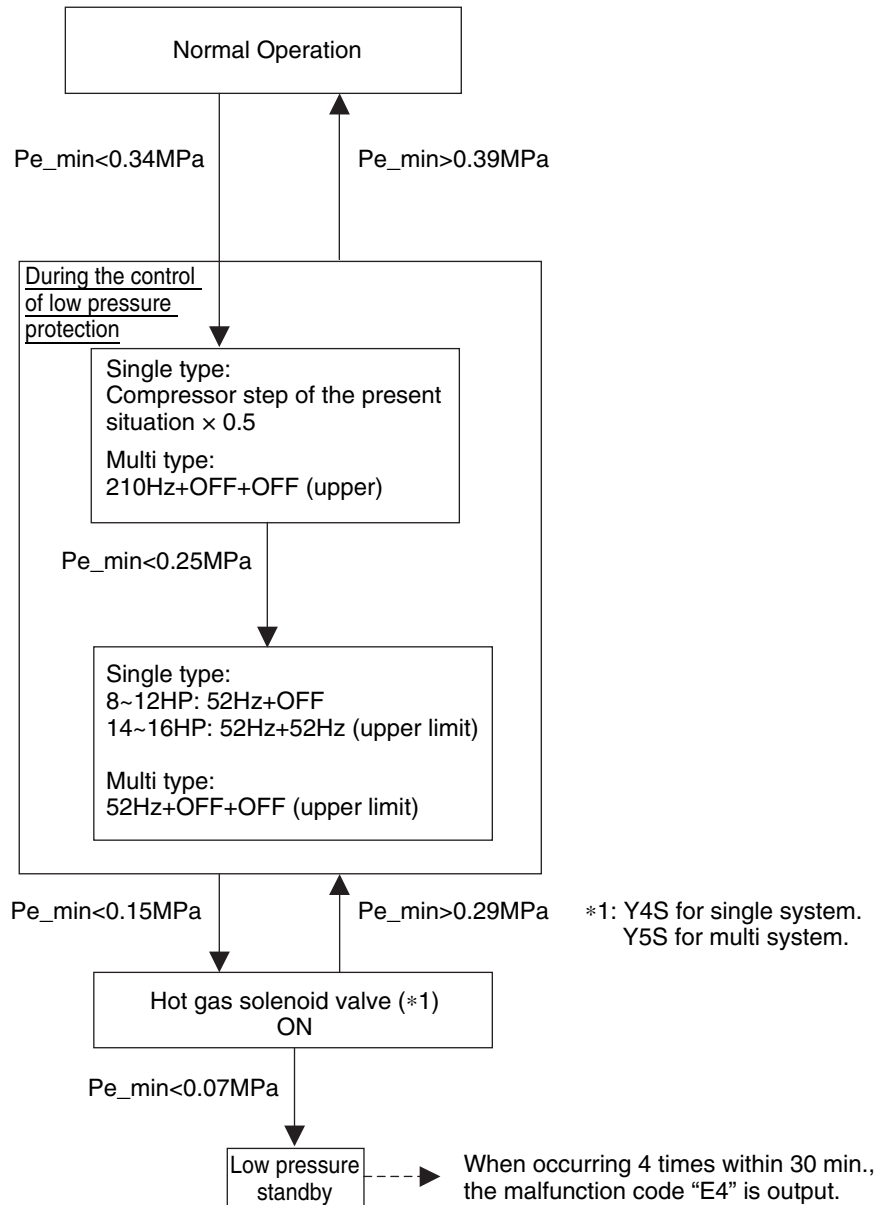 Normal Operation
Pe_min<0.34MPa
Pe_min>0.39MPa
During the control
of low pressure
protection
Single type:
Compressor step of the present
situation × 0.5
Multi type:
210Hz+OFF+OFF (upper)
Pe_min<0.25MPa
Single type:
8~12HP: 52Hz+OFF
14~16HP: 52Hz+52Hz (upper limit)
Multi type:
52Hz+OFF+OFF (upper limit)
Pe_min<0.15MPa
Pe_min>0.29MPa
*1: Y4S for single system.
Y5S for multi system.
Hot gas solenoid valve (*1)
ON
Pe_min<0.07MPa
Low pressure
standby
When occurring 4 times within 30 min.,
the malfunction code “E4” is output.